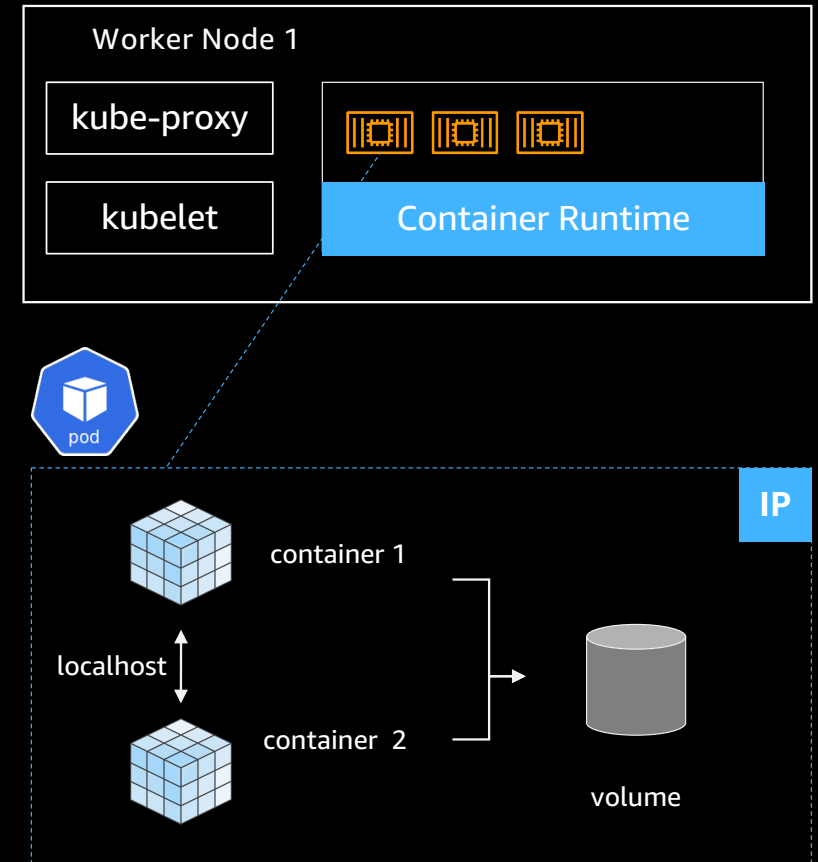 Worker Node 1
kube-proxy
kubelet
Container Runtime
pod
IP
container 1
localhost
container 2
volume